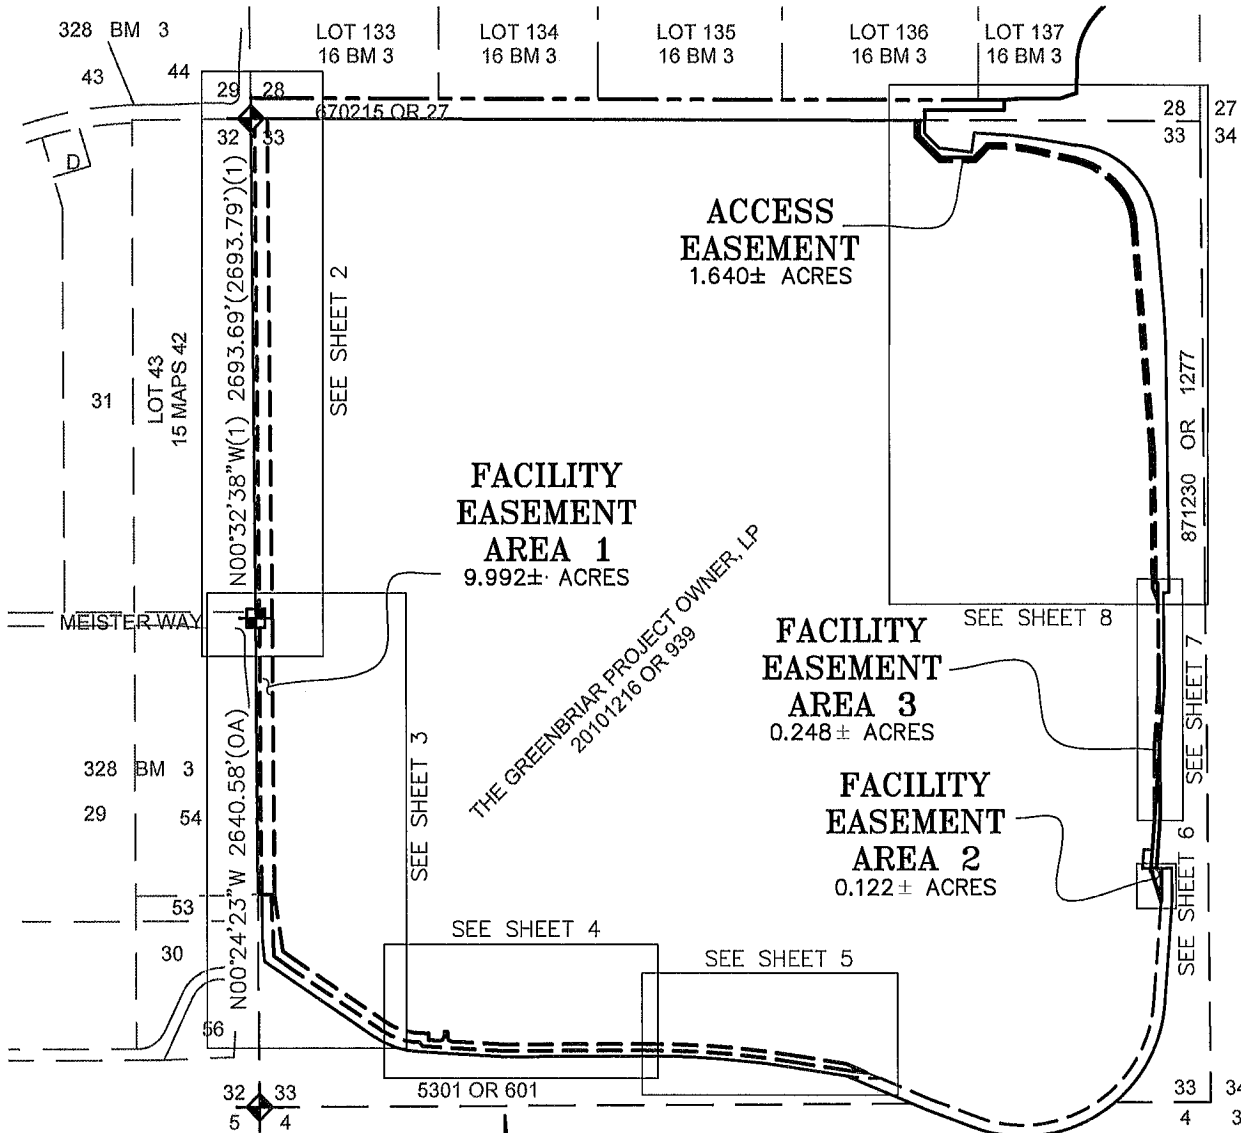 328 BM 3
LOT 133
16 BM 3
LOT 134
16 BM 3
LOT 135
16 BM 3
LOT 136
16 BM 3
LOT 137
16 BM 3
43
44
29
28
670215 OR 27
32
33
28
27
33
34
D
ACCESS
EASEMENT
1.640± ACRES
N00°32'38"W(1) 2693.69'(2693.79')(1)
SEE SHEET 2
LOT 43
15 MAPS 42
31
871230 OR 1277
FACILITY
EASEMENT
AREA 1
9.992± ACRES
THE GREENBRIAR PROJECT OWNER, LP
20101216 OR 939
MEISTER WAY
SEE SHEET 8
FACILITY
EASEMENT
AREA 3
0.248± ACRES
SEE SHEET 7
328 BM 3
29
54
N00°24'23"W 2640.58'(OA)
SEE SHEET 3
FACILITY
EASEMENT
AREA 2
0.122± ACRES
SEE SHEET 6
53
30
56
SEE SHEET 4
SEE SHEET 5
5301 OR 601
32
33
5
4
33
34
4
3